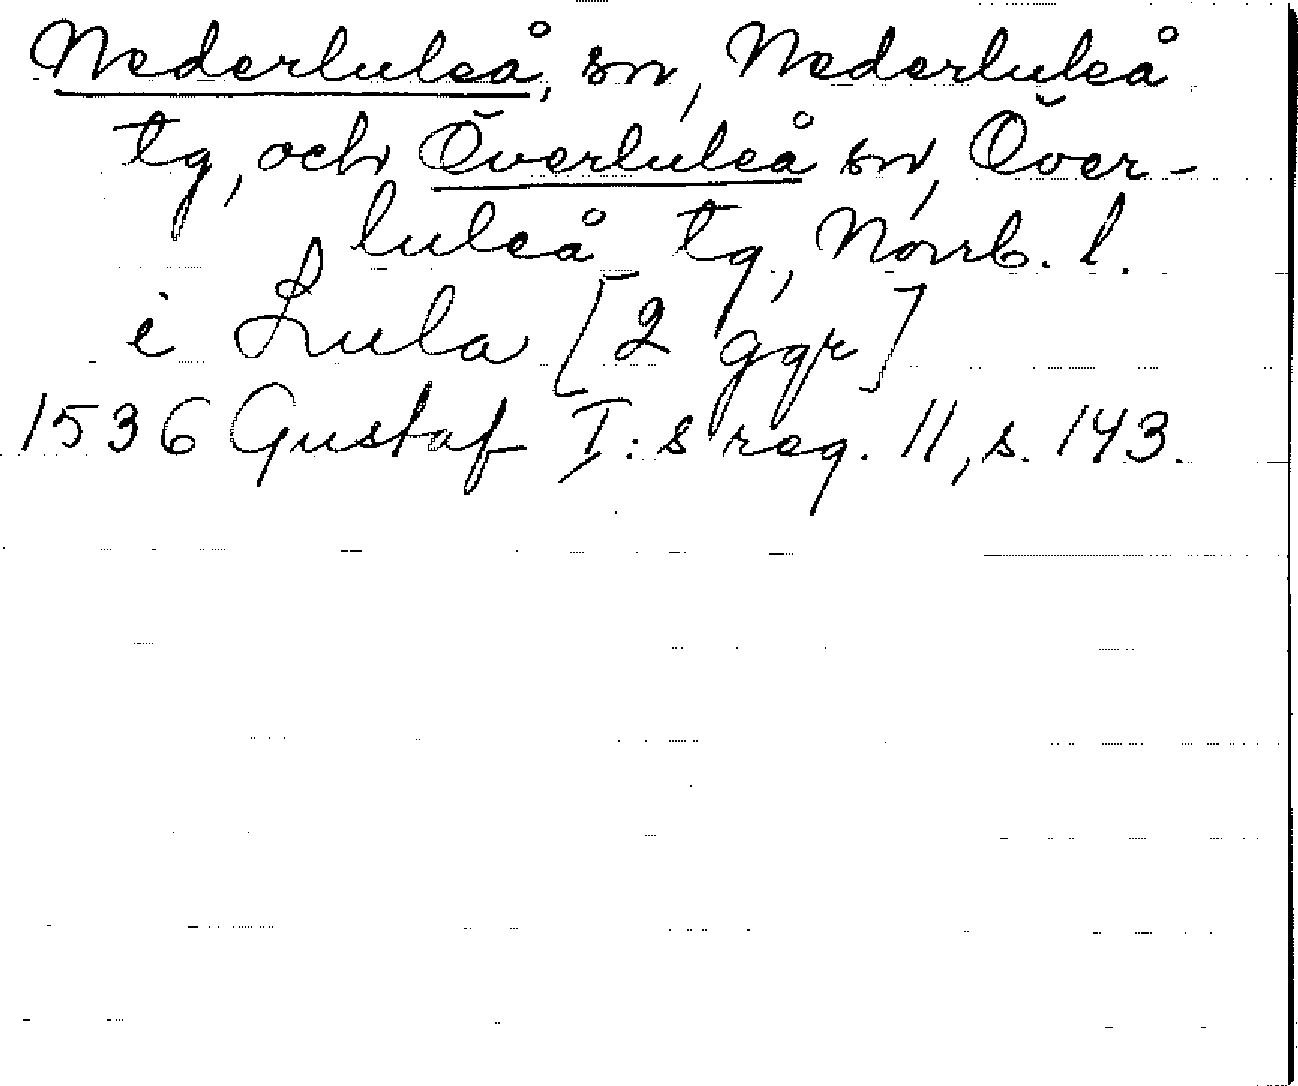 Nederluleå, sn, Nederluleå
tg, och Överluleå sn, Över-
luleå tg, Norrb. l.
i Lula [2 ggr]
1536 Gustaf I:s reg. 11, s. 143.